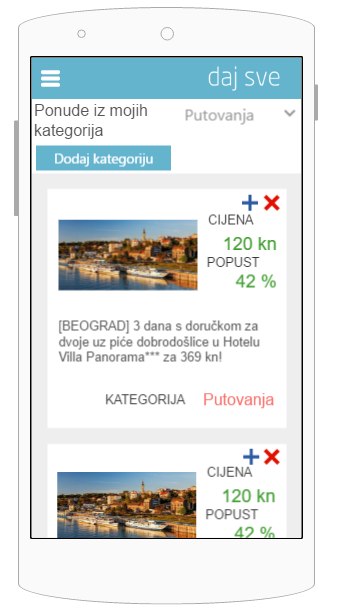 daj sve
Ponude iz mojih
kategorija
Putovanja
Dodaj kategoriju
CIJENA
120 kn
POPUST
42 %
[BEOGRAD] 3 dana s doručkom za
dvoje uz piće dobrodošlice u Hotelu
Villa Panorama*** za 369 kn!
KATEGORIJA Putovanja
CIJENA
120 kn
POPUST
42 %